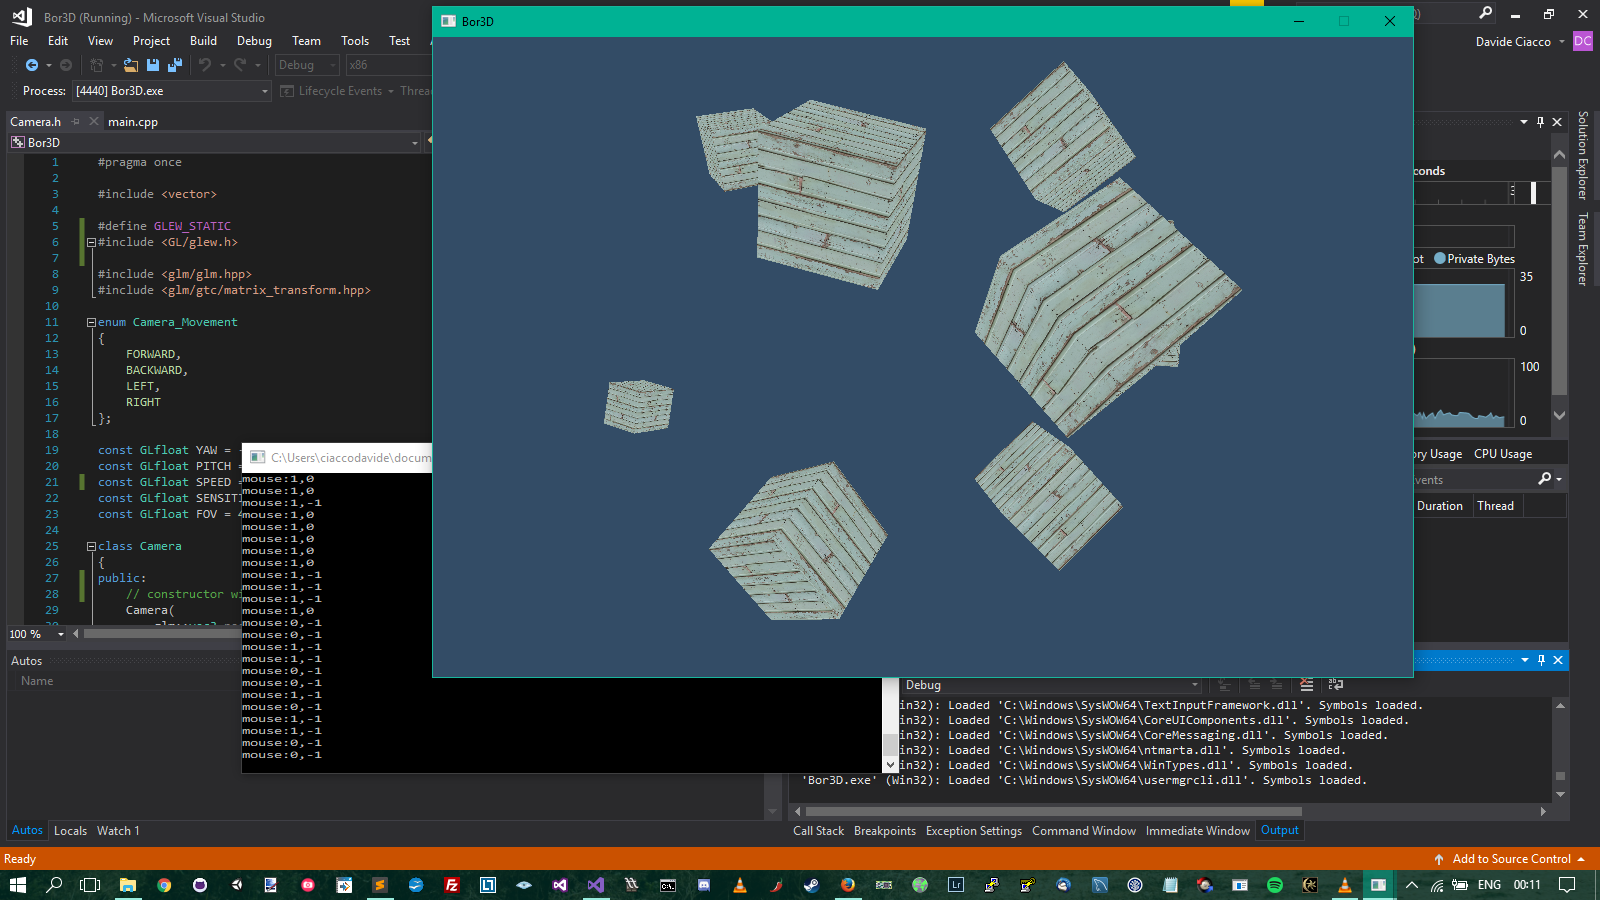 Bor3D (Running) - Microsoft Visual Studio
File Edit View Project Build Debug Team Tools Test
Davide Ciacco DC
Debug x86
Process: [4440] Bor3D.exe Lifecycle Events
Camera.h main.cpp
Bor3D
1 #pragma once
2
3 #include <vector>
4
5 #define GLEW_STATIC
6 #include <GL/glew.h>
7
8 #include <glm/glm.hpp>
9 #include <glm/gtc/matrix_transform.hpp>
10
11 enum Camera_Movement
12 {
13 FORWARD,
14 BACKWARD,
15 LEFT,
16 RIGHT
17 };
18
19 const GLfloat YAW =
20 const GLfloat PITCH =
21 const GLfloat SPEED =
22 const GLfloat SENSITI
23 const GLfloat FOV = 4
24
25 class Camera
26 {
27 public:
28 // constructor wi
29 Camera(
100 %
Autos
Name
Autos Locals Watch 1
C:\Users\ciaccodavide\docum
mouse:1,0
mouse:1,0
mouse:1,-1
mouse:1,0
mouse:1,0
mouse:1,0
mouse:1,0
mouse:1,0
mouse:1,-1
mouse:1,-1
mouse:1,-1
mouse:1,0
mouse:0,-1
mouse:0,-1
mouse:1,-1
mouse:1,-1
mouse:0,-1
mouse:0,-1
mouse:1,-1
mouse:0,-1
mouse:1,-1
mouse:1,-1
mouse:0,-1
mouse:0,-1
Bor3D
Solution Explorer
Team Explorer
conds
ot Private Bytes
35
0
100
0
ory Usage CPU Usage
vents
Duration Thread
Debug
in32): Loaded 'C:\Windows\SysWOW64\TextInputFramework.dll'. Symbols loaded.
in32): Loaded 'C:\Windows\SysWOW64\CoreUIComponents.dll'. Symbols loaded.
in32): Loaded 'C:\Windows\SysWOW64\CoreMessaging.dll'. Symbols loaded.
in32): Loaded 'C:\Windows\SysWOW64\ntmarta.dll'. Symbols loaded.
in32): Loaded 'C:\Windows\SysWOW64\WinTypes.dll'. Symbols loaded.
'Bor3D.exe' (Win32): Loaded 'C:\Windows\SysWOW64\usermgrcli.dll'. Symbols loaded.
Call Stack Breakpoints Exception Settings Command Window Immediate Window Output
Ready
Add to Source Control
ENG 00:11